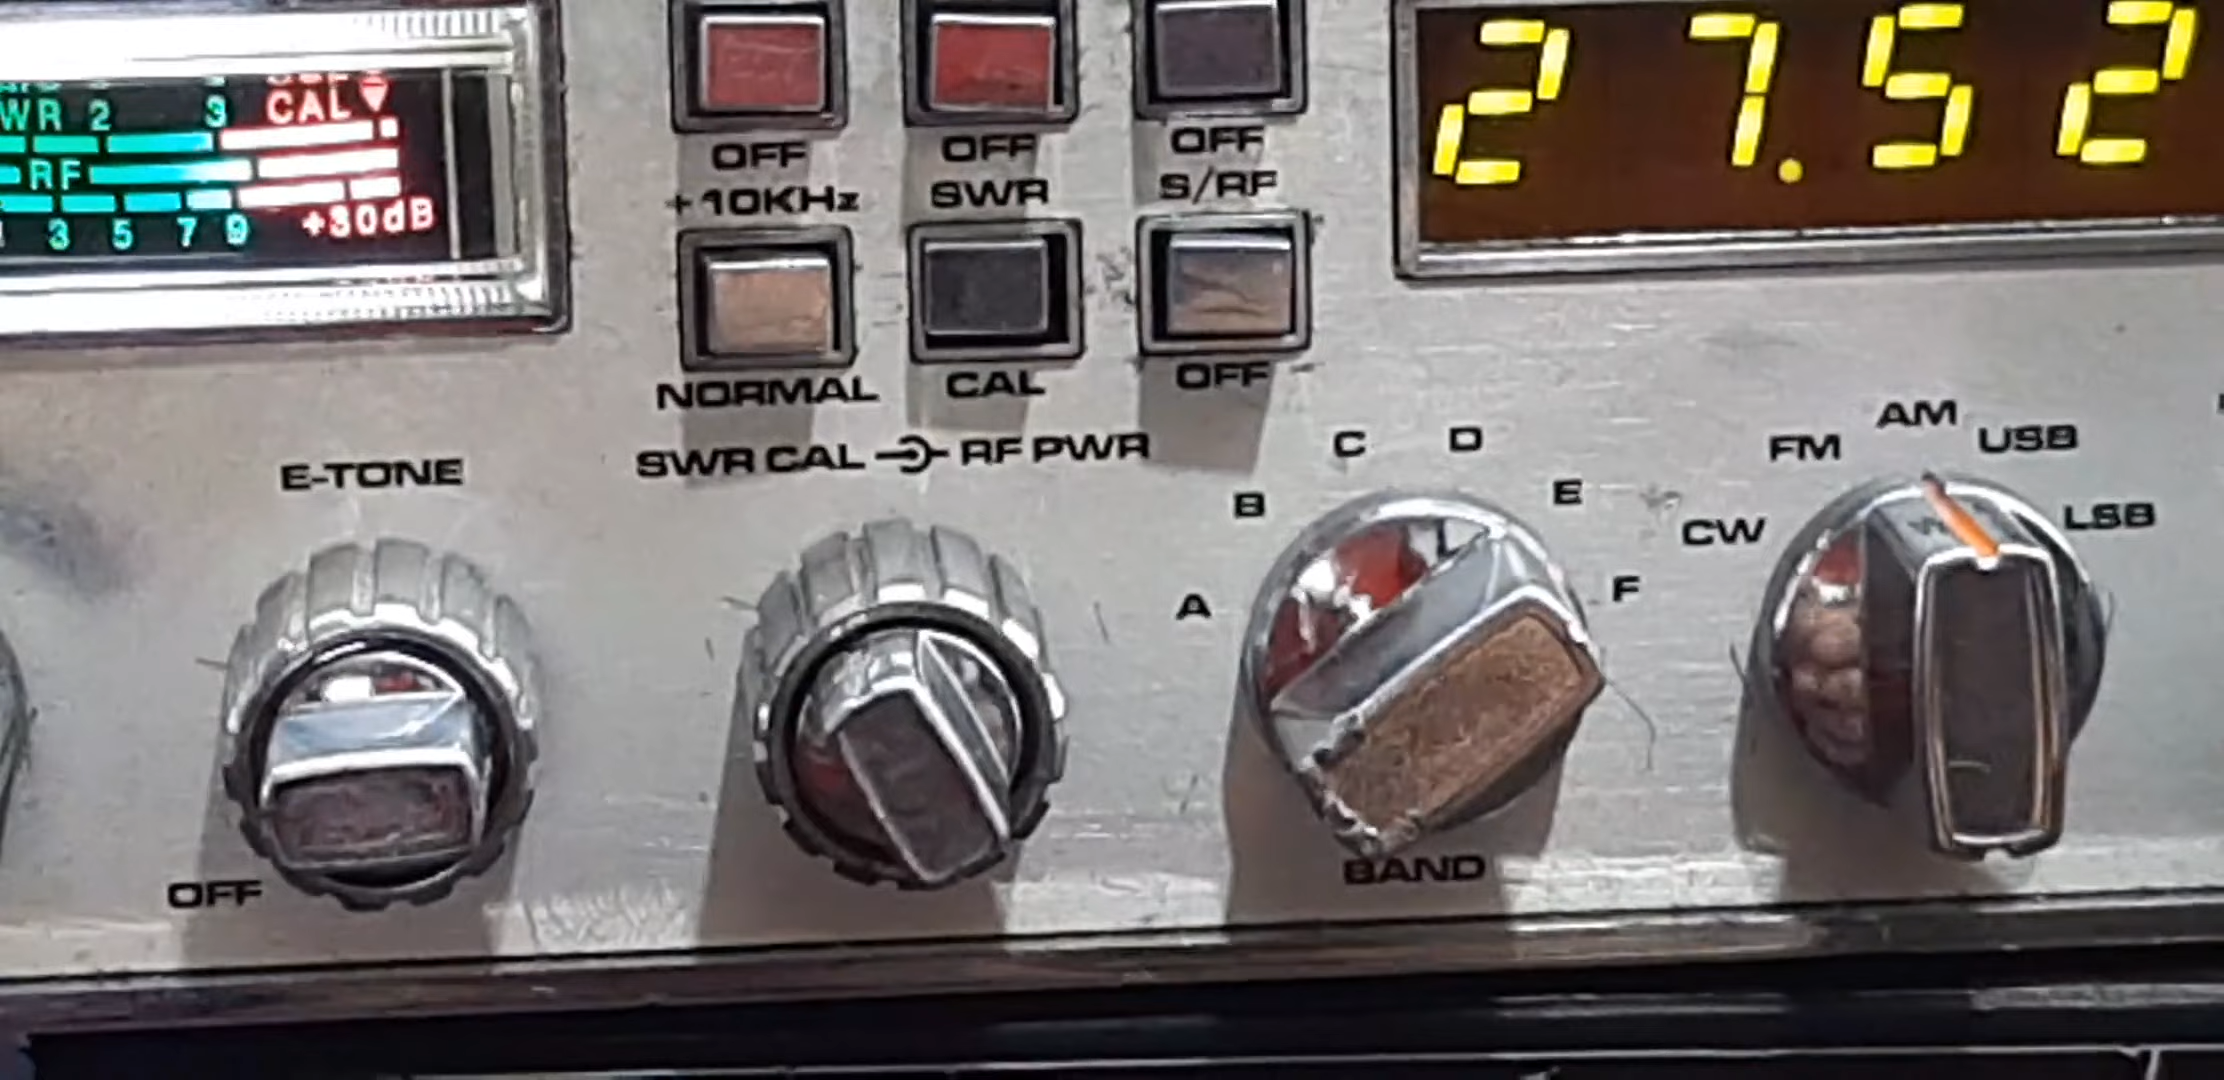 WR 2 3 CAL
RF
3 5 7 9 +30dB
OFF OFF OFF
+10KHz SWR S/RF
27.52
NORMAL CAL OFF
E-TONE
OFF
SWR CAL RF PWR
A B C D E F
BAND
CW FM AM USB LSB